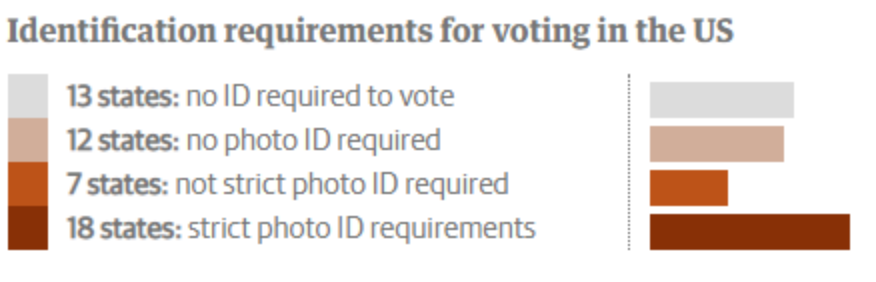 Identification requirements for voting in the US
13 states: no ID required to vote
12 states: no photo ID required
7 states: not strict photo ID required
18 states: strict photo ID requirements